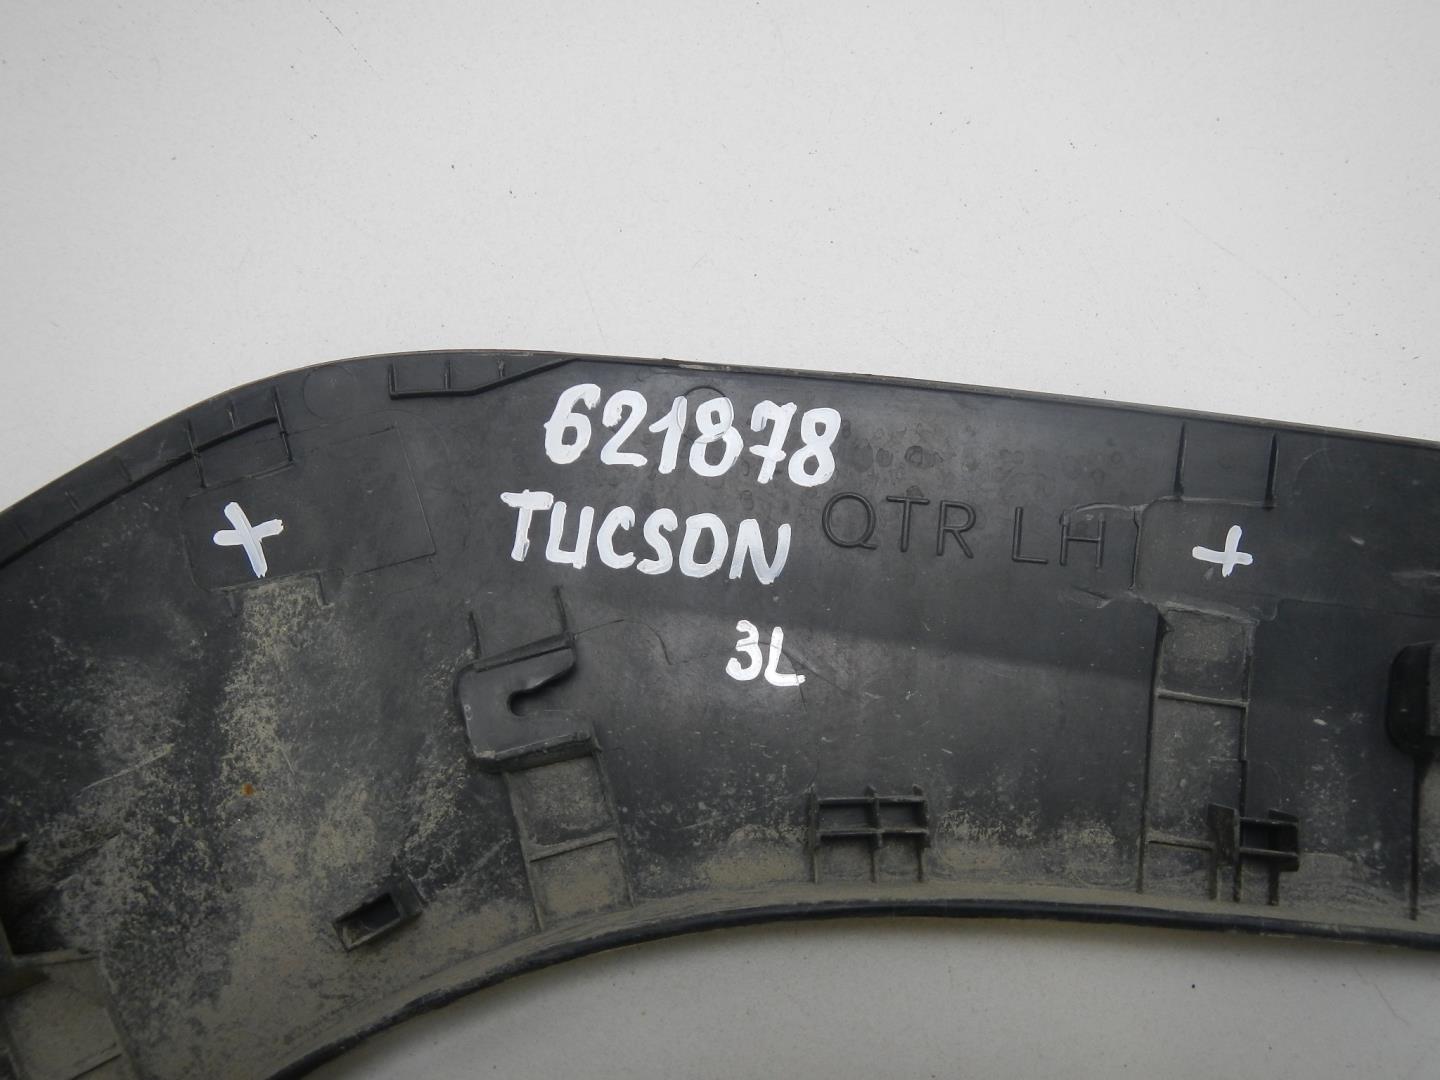 621878
TUCSON
QTR LH
3L